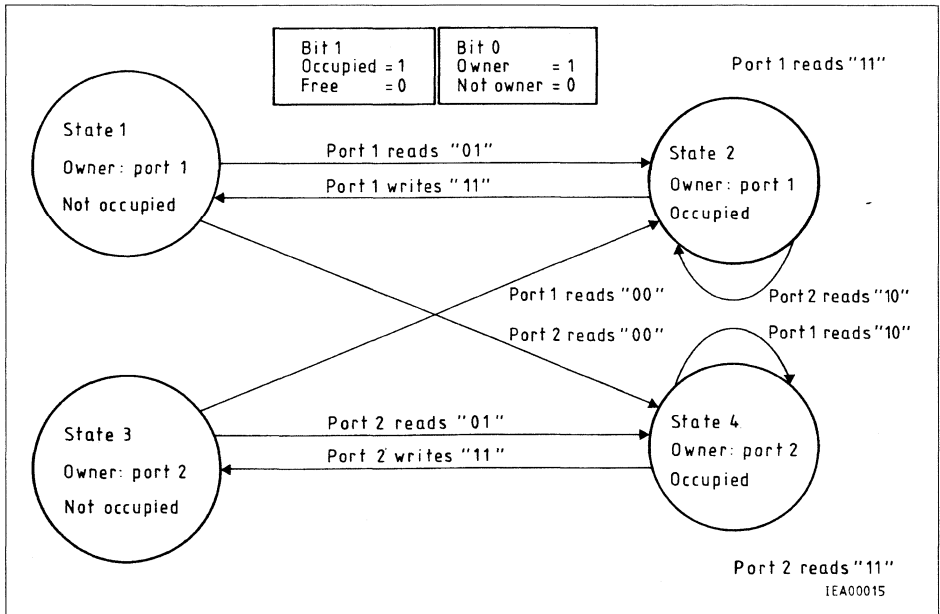 Bit 1
Occupied = 1
Free = 0
Bit 0
Owner = 1
Not owner = 0
Port 1 reads "11"
State 1
Owner: port 1
Not occupied
Port 1 reads "01"
Port 1 writes "11"
State 2
Owner: port 1
Occupied
Port 1 reads "00"
Port 2 reads "00"
Port 2 reads "10"
Port 1 reads "10"
State 3
Owner: port 2
Not occupied
Port 2 reads "01"
Port 2 writes "11"
State 4
Owner: port 2
Occupied
Port 2 reads "11"
IEA00015